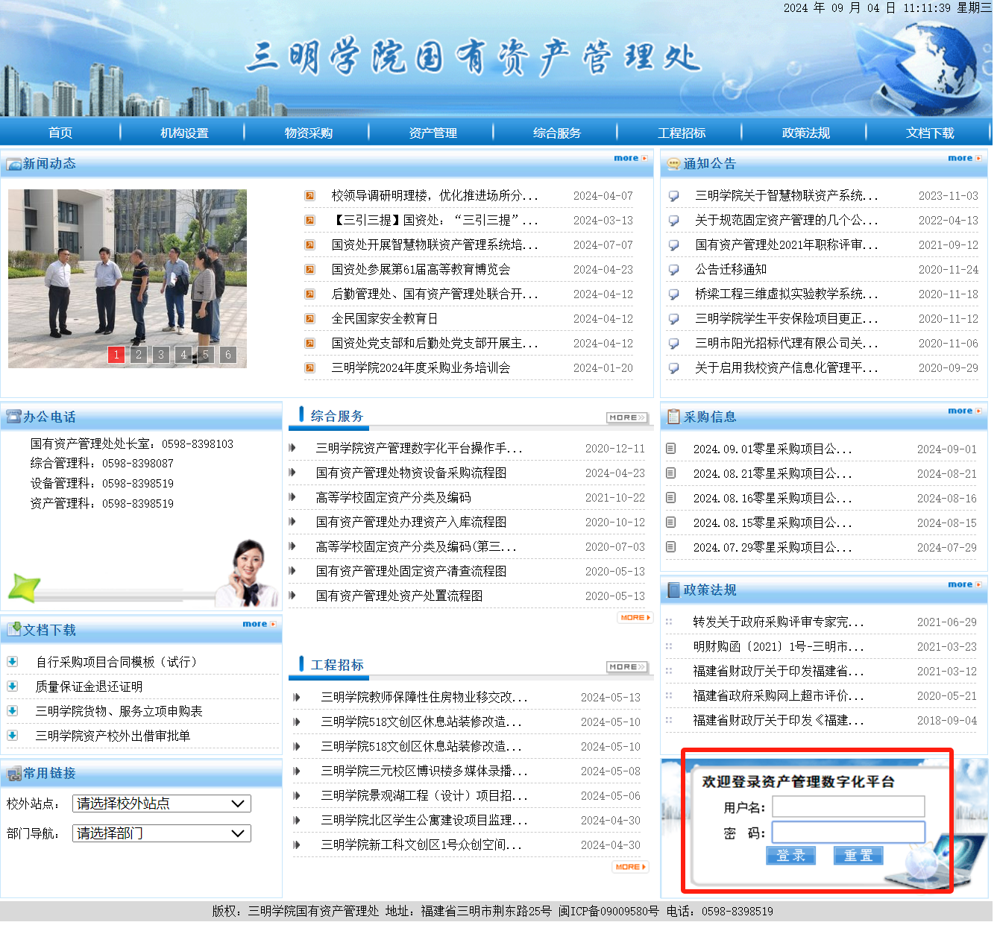 2024 年 09 月 04 日 11:11:39 星期三
三明学院国有资产管理处
首页 机构设置 物资采购 资产管理 综合服务 工程招标 政策法规 文档下载
新闻动态 more
1 2 3 4 5 6
校领导调研明理楼，优化推进场所分... 2024-04-07
【三引三提】国资处：“三引三提”... 2024-03-13
国资处开展智慧物联资产管理系统培... 2024-07-07
国资处参展第61届高等教育博览会 2024-04-23
后勤管理处、国有资产管理处联合开... 2024-04-12
全民国家安全教育日 2024-04-12
国资处党支部和后勤处党支部开展主... 2024-04-12
三明学院2024年度采购业务培训会 2024-01-20
通知公告 more
三明学院关于智慧物联资产系统... 2023-11-03
关于规范固定资产管理的几个公... 2022-04-13
国有资产管理处2021年职称评审... 2021-09-12
公告迁移通知 2020-11-24
桥梁工程三维虚拟实验教学系统... 2020-11-18
三明学院学生平安保险项目更正... 2020-11-12
三明市阳光招标代理有限公司关... 2020-11-06
关于启用我校资产信息化管理平... 2020-09-29
办公电话
国有资产管理处处长室：0598-8398103
综合管理科：0598-8398087
设备管理科：0598-8398519
资产管理科：0598-8398519
文档下载 more
自行采购项目合同模板（试行）
质量保证金退还证明
三明学院货物、服务立项申购表
三明学院资产校外出借审批单
常用链接
校外站点： 请选择校外站点
部门导航： 请选择部门
综合服务 MORE
三明学院资产管理数字化平台操作手... 2020-12-11
国有资产管理处物资设备采购流程图 2024-04-23
高等学校固定资产分类及编码 2021-10-22
国有资产管理处办理资产入库流程图 2020-10-12
高等学校固定资产分类及编码(第三... 2020-07-03
国有资产管理处固定资产清查流程图 2020-05-13
国有资产管理处资产处置流程图 2020-05-13
MORE
工程招标 MORE
三明学院教师保障性住房物业移交改... 2024-05-13
三明学院518文创区休息站装修改造... 2024-05-10
三明学院518文创区休息站装修改造... 2024-05-10
三明学院三元校区博识楼多媒体录播... 2024-05-08
三明学院景观湖工程（设计）项目招... 2024-05-06
三明学院北区学生公寓建设项目监理... 2024-04-30
三明学院新工科文创区1号众创空间... 2024-04-30
MORE
采购信息 more
2024.09.01零星采购项目公... 2024-09-01
2024.08.21零星采购项目公... 2024-08-21
2024.08.16零星采购项目公... 2024-08-16
2024.08.15零星采购项目公... 2024-08-15
2024.07.29零星采购项目公... 2024-07-29
政策法规 more
转发关于政府采购评审专家完... 2021-06-29
明财购函〔2021〕1号-三明市... 2021-03-23
福建省财政厅关于印发福建省... 2021-03-12
福建省政府采购网上超市评价... 2020-05-21
福建省财政厅关于印发《福建... 2018-09-04
欢迎登录资产管理数字化平台
用户名：
密 码：
登录 重置
版权：三明学院国有资产管理处 地址：福建省三明市荆东路25号 闽ICP备09009580号 电话：0598-8398519